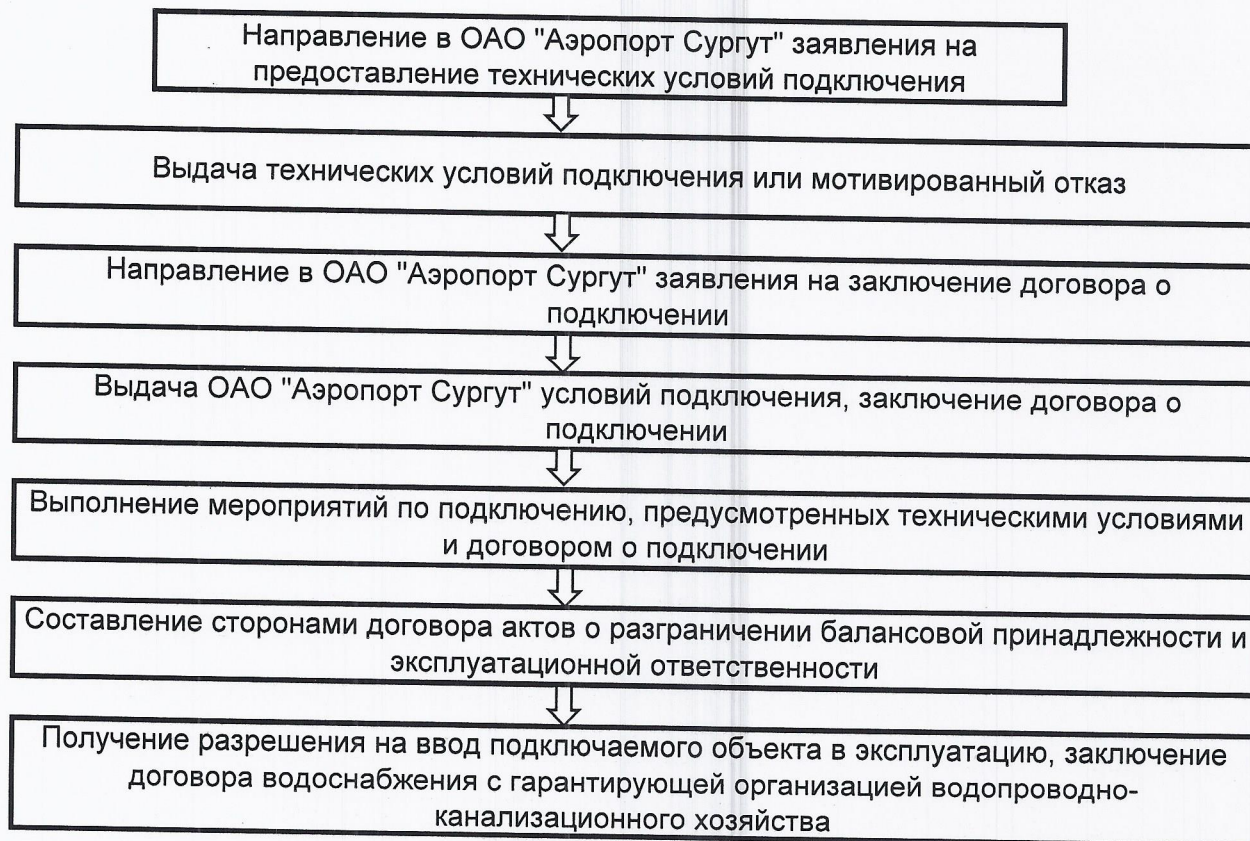 Направление в ОАО "Аэропорт Сургут" заявления на
предоставление технических условий подключения
Выдача технических условий подключения или мотивированный отказ
Направление в ОАО "Аэропорт Сургут" заявления на заключение договора о
подключении
Выдача ОАО "Аэропорт Сургут" условий подключения, заключение договора о
подключении
Выполнение мероприятий по подключению, предусмотренных техническими условиями
и договором о подключении
Составление сторонами договора актов о разграничении балансовой принадлежности и
эксплуатационной ответственности
Получение разрешения на ввод подключаемого объекта в эксплуатацию, заключение
договора водоснабжения с гарантирующей организацией водопроводно-
канализационного хозяйства